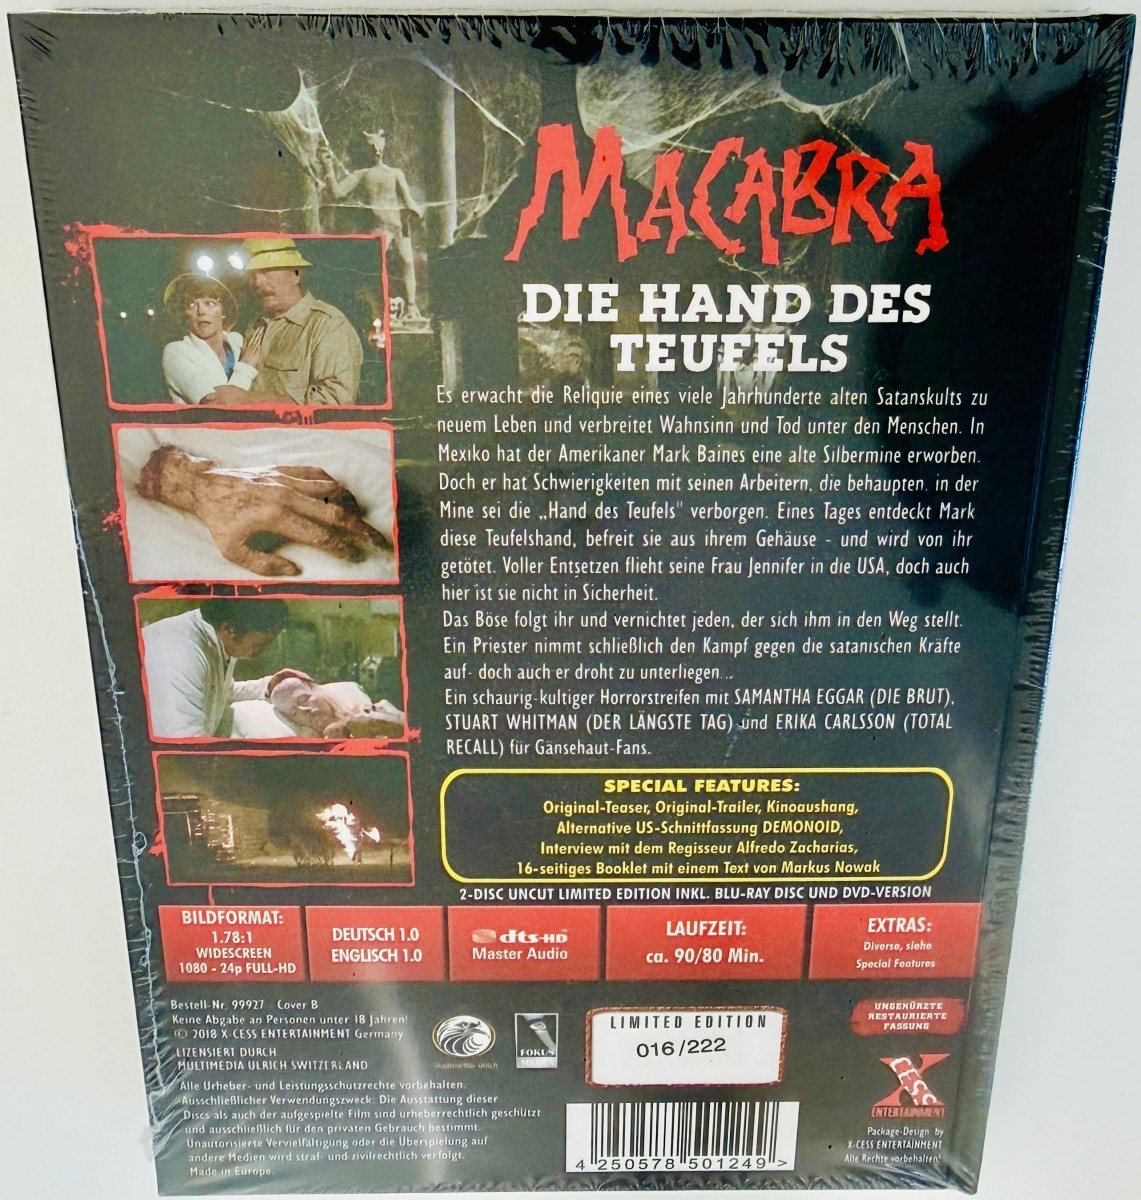 MACABRA
DIE HAND DES
TEUFELS
Es erwacht die Reliquie eines viele Jahrhunderte alten Satanskults zu
neuem Leben und verbreitet Wahnsinn und Tod unter den Menschen. In
Mexiko hat der Amerikaner Mark Baines eine alte Silbermine erworben.
Doch er hat Schwierigkeiten mit seinen Arbeitern, die behaupten, in der
Mine sei die „Hand des Teufels" verborgen. Eines Tages entdeckt Mark
diese Teufelshand, befreit sie aus ihrem Gehäuse - und wird von ihr
getötet. Voller Entsetzen flieht seine Frau Jennifer in die USA, doch auch
hier ist sie nicht in Sicherheit.
Das Böse folgt ihr und vernichtet jeden, der sich ihm in den Weg stellt.
Ein Priester nimmt schließlich den Kampf gegen die satanischen Kräfte
auf- doch auch er droht zu unterliegen...
Ein schaurig-kultiger Horrorstreifen mit SAMANTHA EGGAR (DIE BRUT),
STUART WHITMAN (DER LÄNGSTE TAG) und ERIKA CARLSSON (TOTAL
RECALL) für Gänsehaut-Fans.
SPECIAL FEATURES:
Original-Teaser, Original-Trailer, Kinoaushang,
Alternative US-Schnittfassung DEMONOID,
Interview mit dem Regisseur Alfredo Zacharias,
16-seitiges Booklet mit einem Text von Markus Nowak
2-DISC UNCUT LIMITED EDITION INKL. BLU-RAY DISC UND DVD-VERSION
BILDFORMAT:
1.78:1
WIDESCREEN
1080 - 24p FULL-HD
DEUTSCH 1.0
ENGLISCH 1.0
dts-HD
Master Audio
LAUFZEIT:
ca. 90/80 Min.
EXTRAS:
Diverse, siehe
Special Features
Bestell-Nr. 99927 - Cover B
Keine Abgabe an Personen unter 18 Jahren!
© 2018 X-CESS ENTERTAINMENT Germany
LIZENSIERT DURCH
MULTIMEDIA ULRICH SWITZERLAND
Alle Urheber- und Leistungsschutzrechte vorbehalten.
Ausschließlicher Verwendungszweck: Die Ausstattung dieser
Discs als auch der aufgespielte Film sind urheberrechtlich geschützt
und ausschließlich für den privaten Gebrauch bestimmt.
Unautorisierte Vervielfältigung oder die Überspielung auf
andere Medien wird straf- und zivilrechtlich verfolgt.
Made in Europe.
FOKUS
MEDIA
LIMITED EDITION
016/222
4 250578 501249 >
UNGEKÜRZTE
RESTAURIERTE
FASSUNG
X
CESS
ENTERTAINMENT
Package-Design by
X-CESS ENTERTAINMENT
Alle Rechte vorbehalten!